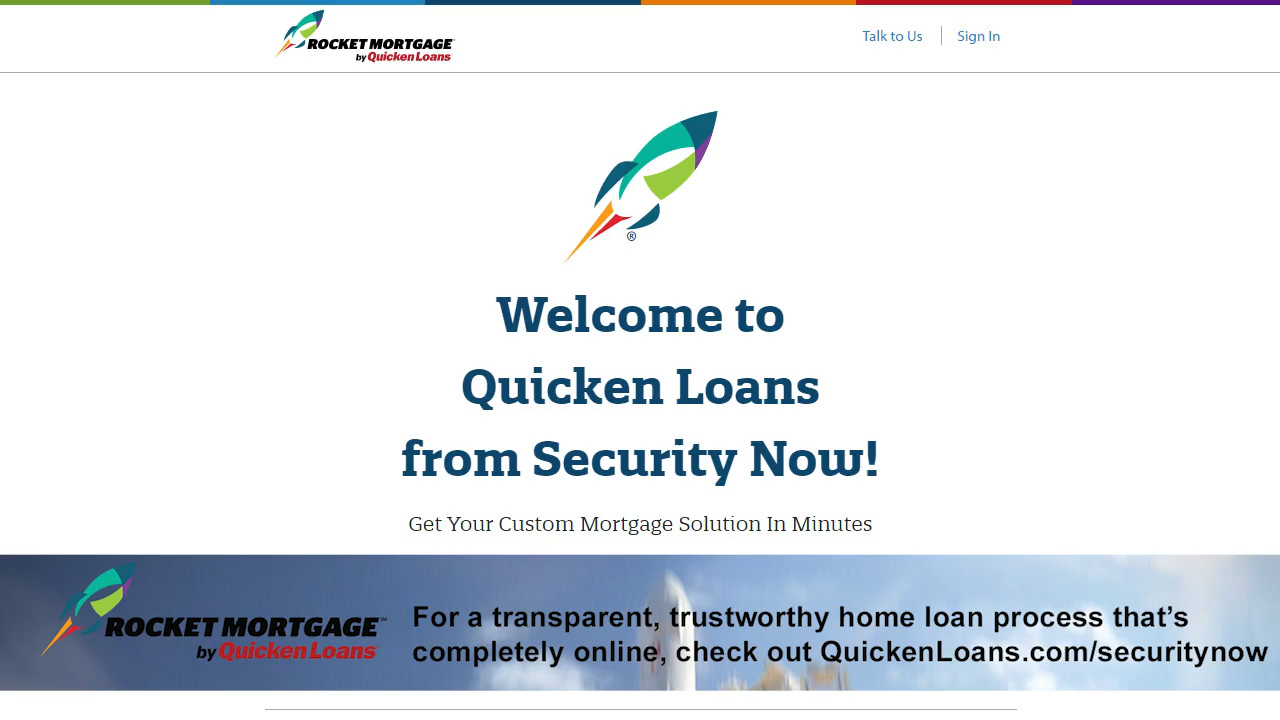 ROCKET MORTGAGE
by Quicken Loans
Talk to Us
Sign In
®
Welcome to
Quicken Loans
from Security Now!
Get Your Custom Mortgage Solution In Minutes
ROCKET MORTGAGE™
by Quicken Loans
For a transparent, trustworthy home loan process that's
completely online, check out QuickenLoans.com/securitynow